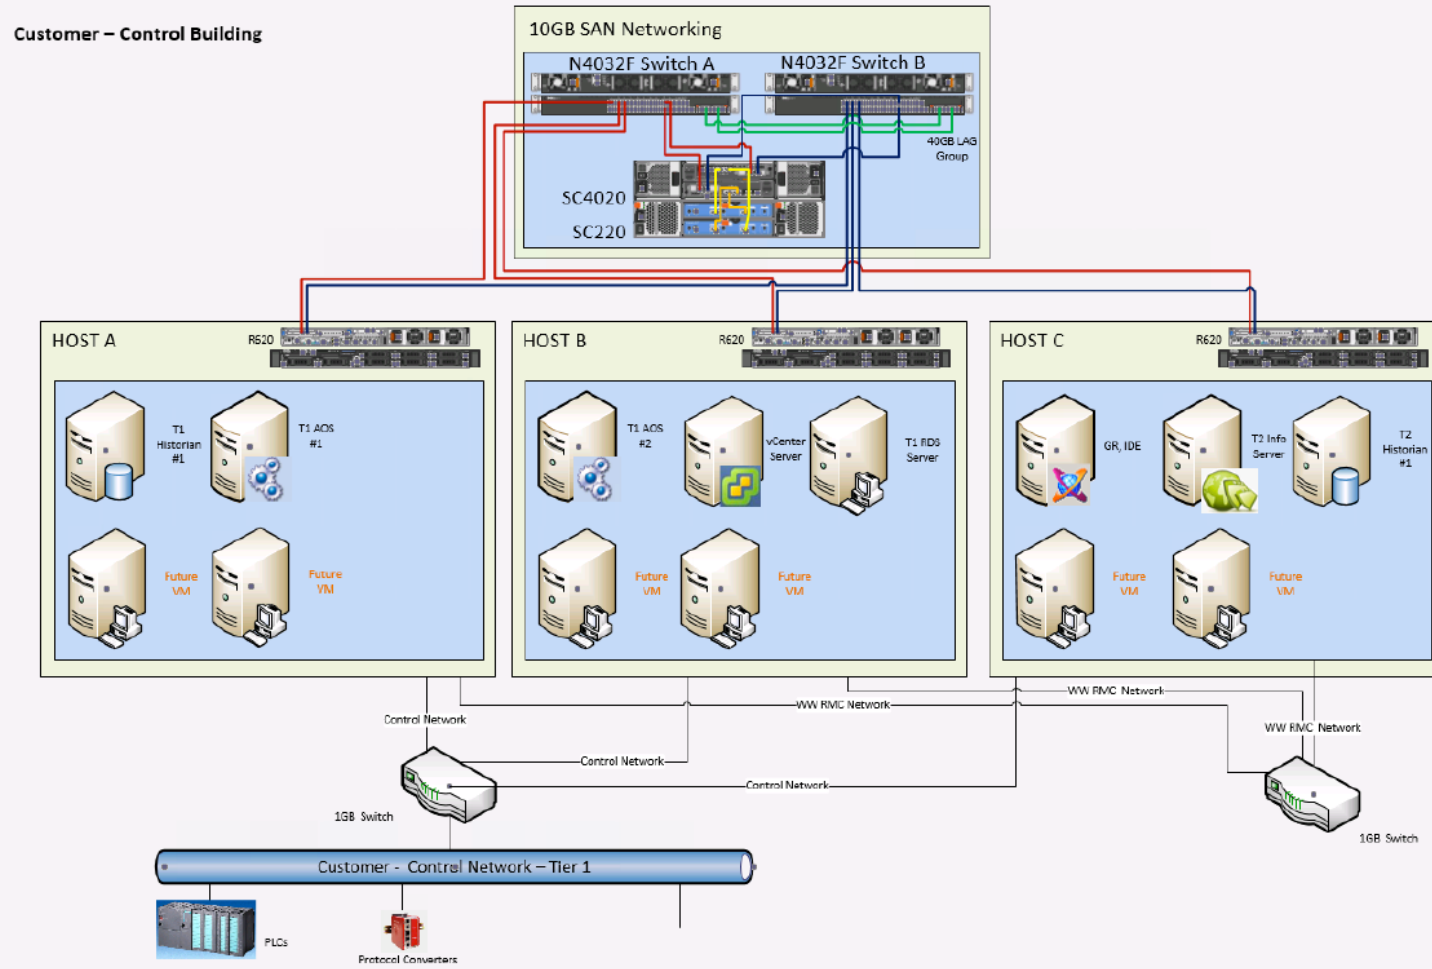 Customer – Control Building
10GB SAN Networking
N4032F Switch A
N4032F Switch B
40GB LAG
Group
SC4020
SC220
HOST A
R620
HOST B
R620
HOST C
R620
T1
Historian
#1
T1 AOS
#1
T1 AOS
#2
vCenter
Server
T1 RDS
Server
GR, IDE
T2 Info
Server
T2
Historian
#1
Future
VM
Future
VM
Future
VM
Future
VM
Future
VM
Future
VM
WW RMC Network
WW RMC Network
Control Network
WW RMC Network
Control Network
Control Network
1GB Switch
1GB Switch
Customer - Control Network – Tier 1
PLCs
Protocol Converters